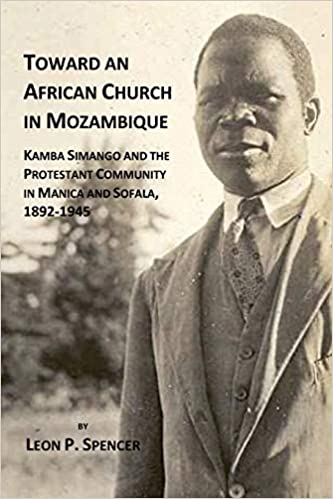 TOWARD AN
AFRICAN CHURCH
IN MOZAMBIQUE
KAMBA SIMANGO AND THE
PROTESTANT COMMUNITY
IN MANICA AND SOFALA,
1892-1945
BY
LEON P. SPENCER